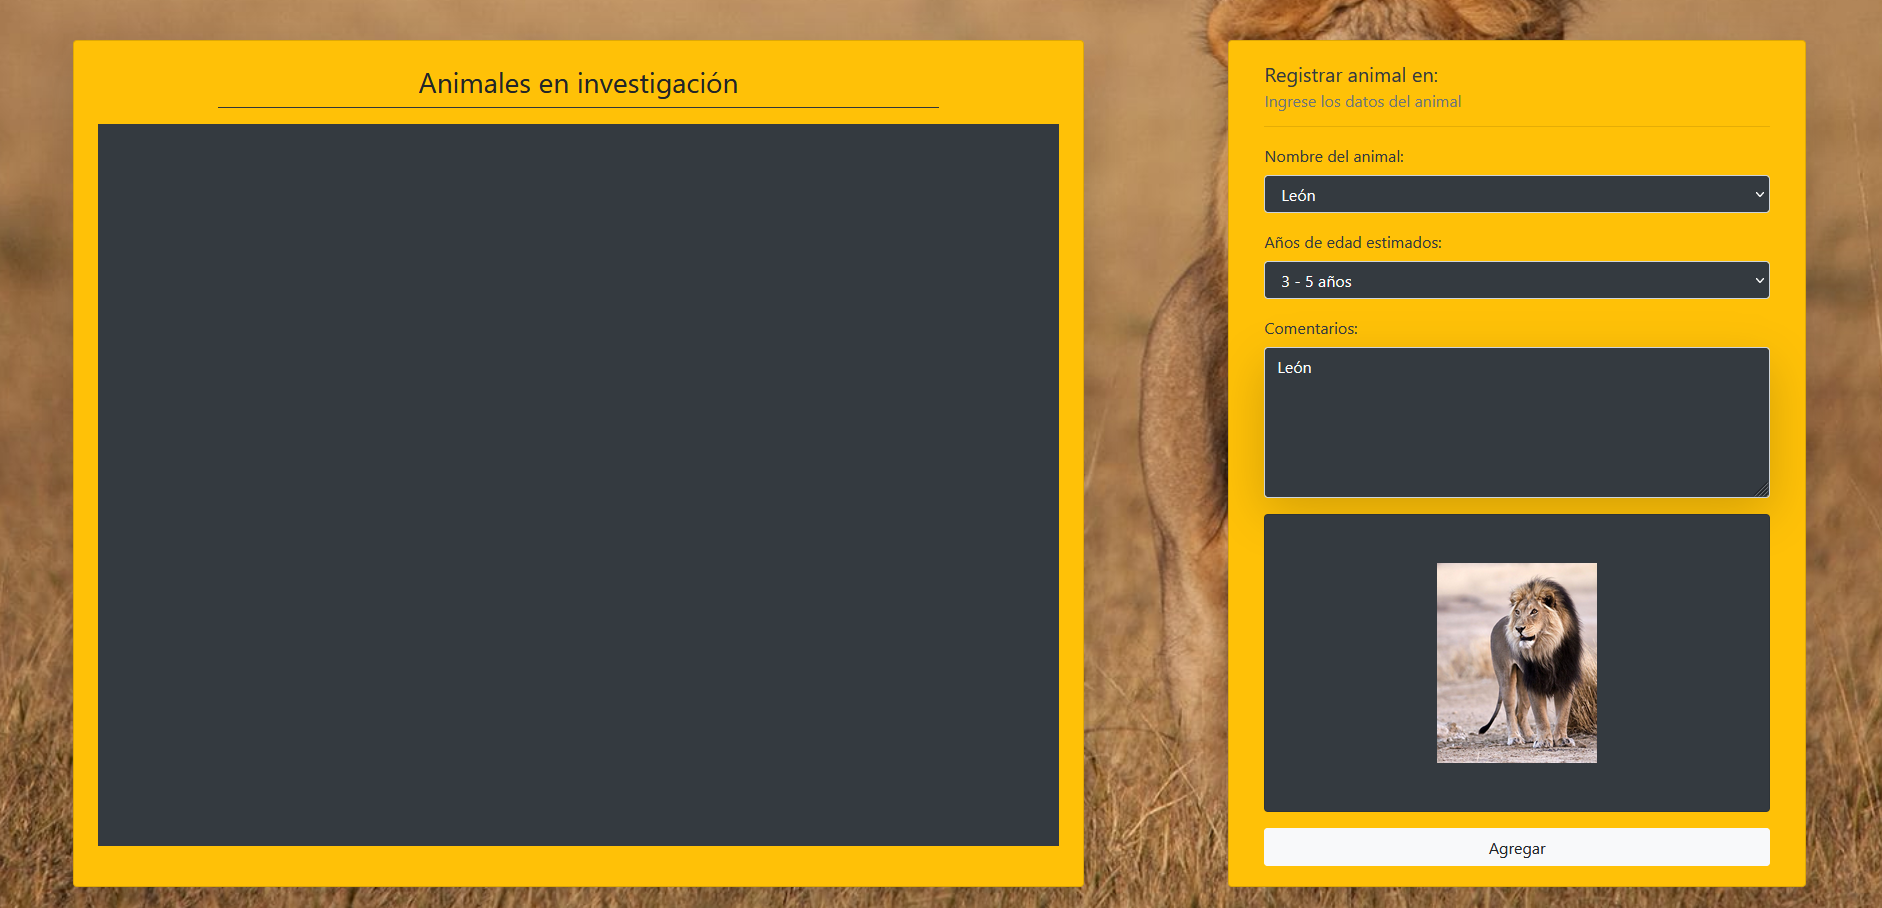 Animales en investigación
Registrar animal en:
Ingrese los datos del animal
Nombre del animal:
León
Años de edad estimados:
3 - 5 años
Comentarios:
León
Agregar